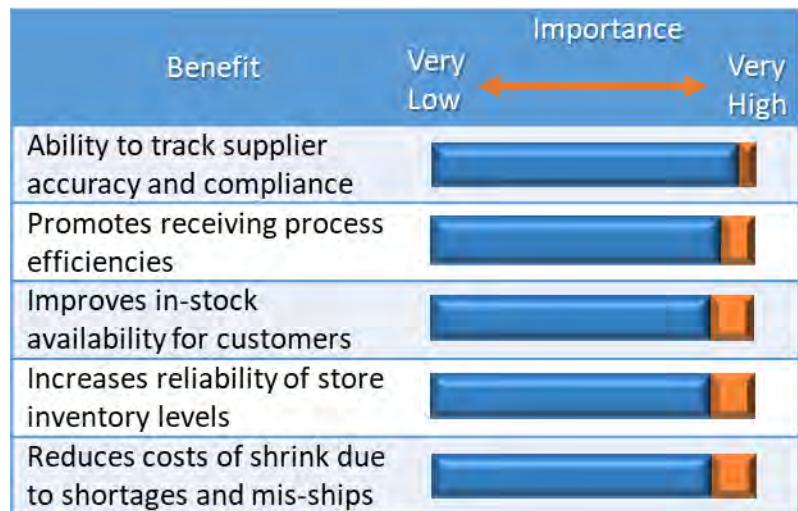 Importance
Benefit
Very
Low
Very
High
Ability to track supplier
accuracy and compliance
Promotes receiving process
efficiencies
Improves in-stock
availability for customers
Increases reliability of store
inventory levels
Reduces costs of shrink due
to shortages and mis-ships